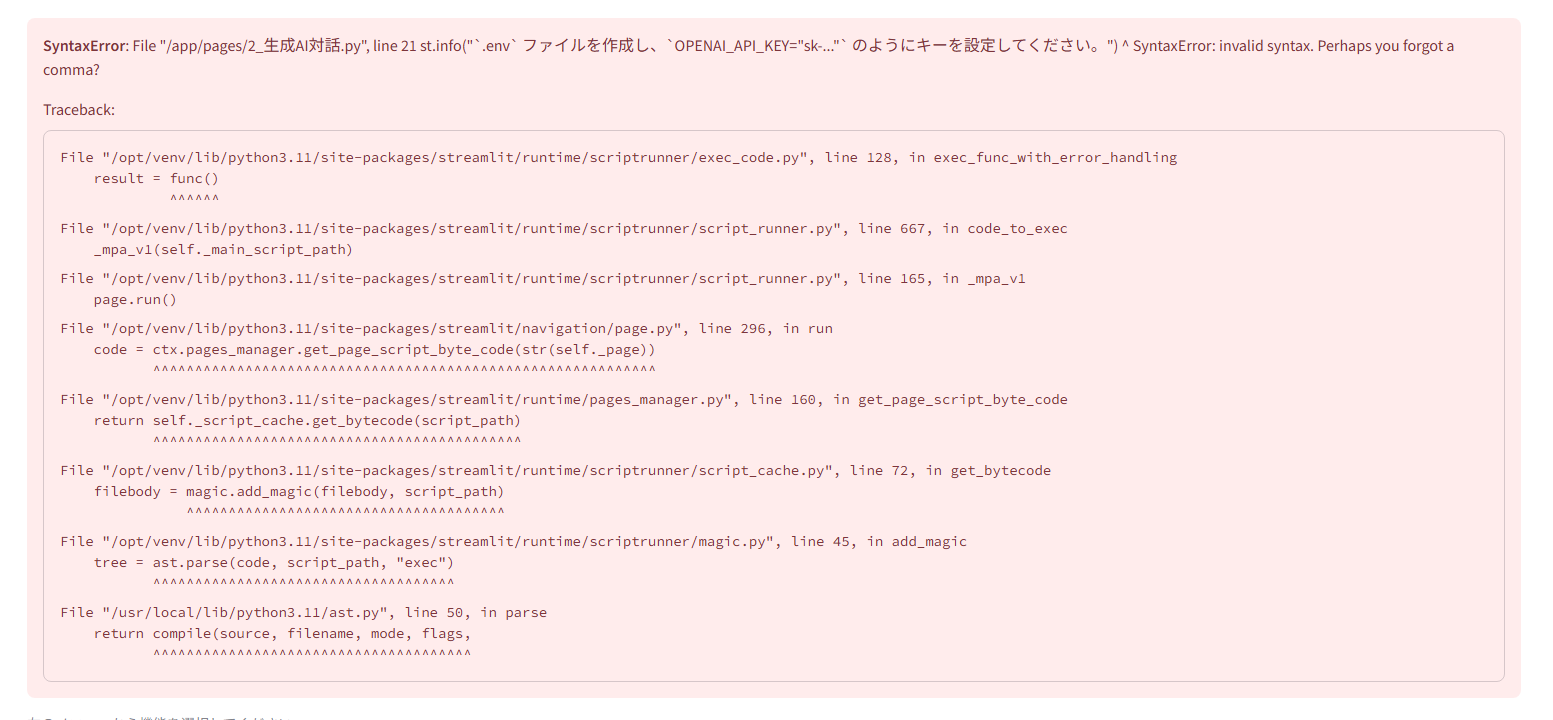 SyntaxError: File "/app/pages/2_生成AI対話.py", line 21 st.info("`.env` ファイルを作成し、`OPENAI_API_KEY="sk-..."` のようにキーを設定してください。") ^ SyntaxError: invalid syntax. Perhaps you forgot a
comma?
Traceback:
File "/opt/venv/lib/python3.11/site-packages/streamlit/runtime/scriptrunner/exec_code.py", line 128, in exec_func_with_error_handling
result = func()
^^^^^^
File "/opt/venv/lib/python3.11/site-packages/streamlit/runtime/scriptrunner/script_runner.py", line 667, in code_to_exec
_mpa_v1(self._main_script_path)
File "/opt/venv/lib/python3.11/site-packages/streamlit/runtime/scriptrunner/script_runner.py", line 165, in _mpa_v1
page.run()
File "/opt/venv/lib/python3.11/site-packages/streamlit/navigation/page.py", line 296, in run
code = ctx.pages_manager.get_page_script_byte_code(str(self._page))
^^^^^^^^^^^^^^^^^^^^^^^^^^^^^^^^^^^^^^^^^^^^^^^^^^^^^^^^^^^^
File "/opt/venv/lib/python3.11/site-packages/streamlit/runtime/pages_manager.py", line 160, in get_page_script_byte_code
return self._script_cache.get_bytecode(script_path)
^^^^^^^^^^^^^^^^^^^^^^^^^^^^^^^^^^^^^^^^^^^^
File "/opt/venv/lib/python3.11/site-packages/streamlit/runtime/scriptrunner/script_cache.py", line 72, in get_bytecode
filebody = magic.add_magic(filebody, script_path)
^^^^^^^^^^^^^^^^^^^^^^^^^^^^^^^^^^^^^^
File "/opt/venv/lib/python3.11/site-packages/streamlit/runtime/scriptrunner/magic.py", line 45, in add_magic
tree = ast.parse(code, script_path, "exec")
^^^^^^^^^^^^^^^^^^^^^^^^^^^^^^^^^^^^
File "/usr/local/lib/python3.11/ast.py", line 50, in parse
return compile(source, filename, mode, flags,
^^^^^^^^^^^^^^^^^^^^^^^^^^^^^^^^^^^^^^